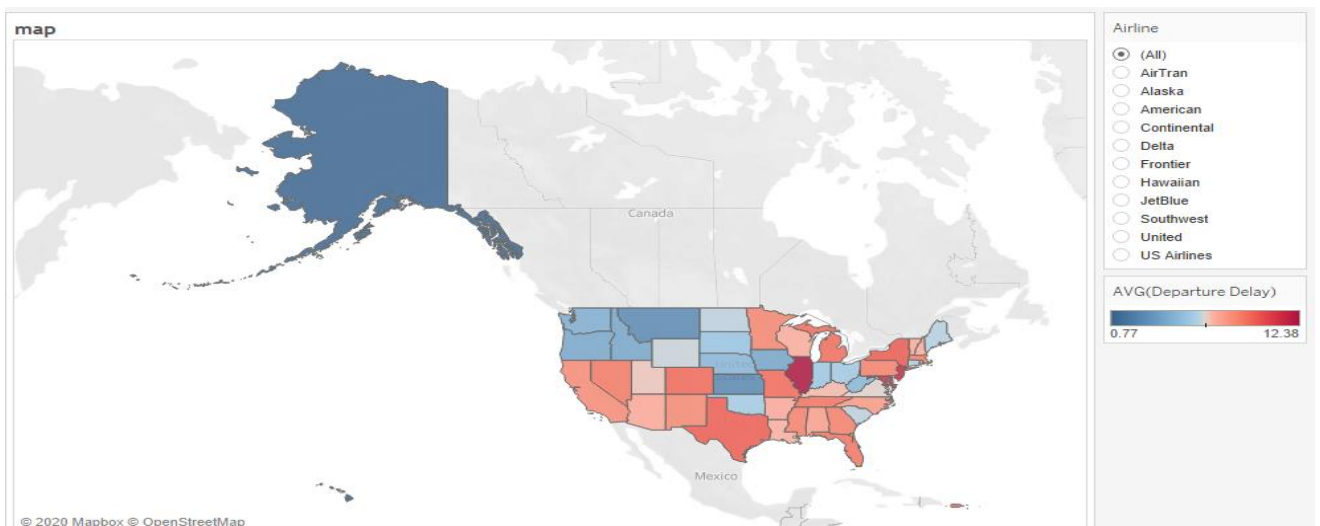 map
Canada
United
Mexico
© 2020 Mapbox © OpenStreetMap
Airline
(All)
AirTran
Alaska
American
Continental
Delta
Frontier
Hawaiian
JetBlue
Southwest
United
US Airlines
AVG(Departure Delay)
0.77 12.38